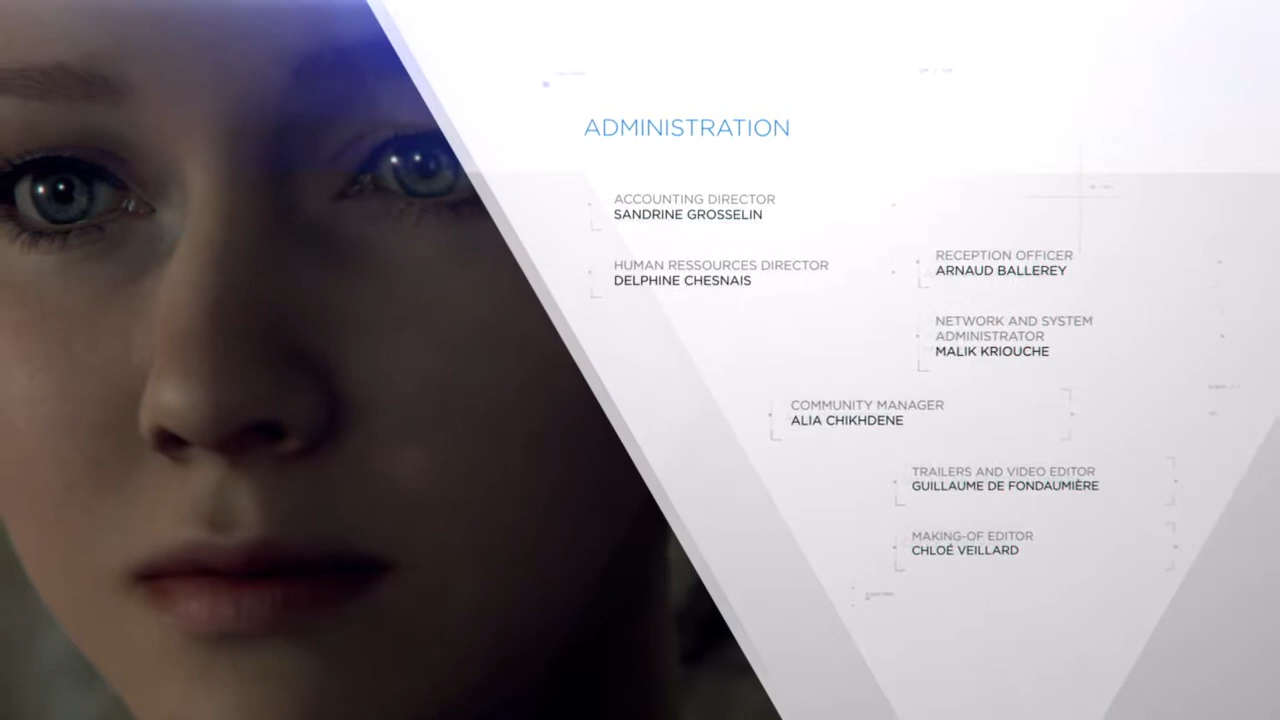 ADMINISTRATION
ACCOUNTING DIRECTOR
SANDRINE GROSSELIN
HUMAN RESSOURCES DIRECTOR
DELPHINE CHESNAIS
RECEPTION OFFICER
ARNAUD BALLEREY
NETWORK AND SYSTEM
ADMINISTRATOR
MALIK KRIOUCHE
COMMUNITY MANAGER
ALIA CHIKHDENE
TRAILERS AND VIDEO EDITOR
GUILLAUME DE FONDAUMIÈRE
MAKING-OF EDITOR
CHLOÉ VEILLARD